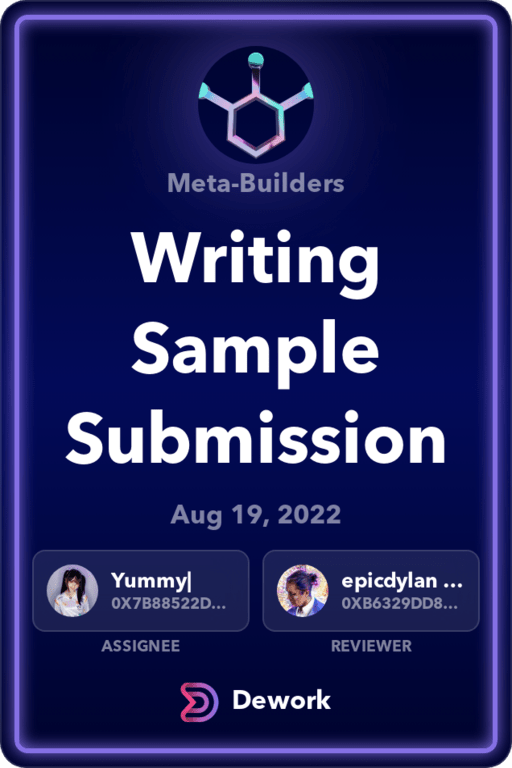 Meta-Builders
Writing
Sample
Submission
Aug 19, 2022
Yummy|
0X7B88522D...
ASSIGNEE
epicdylan ...
0XB6329DD8...
REVIEWER
Dework